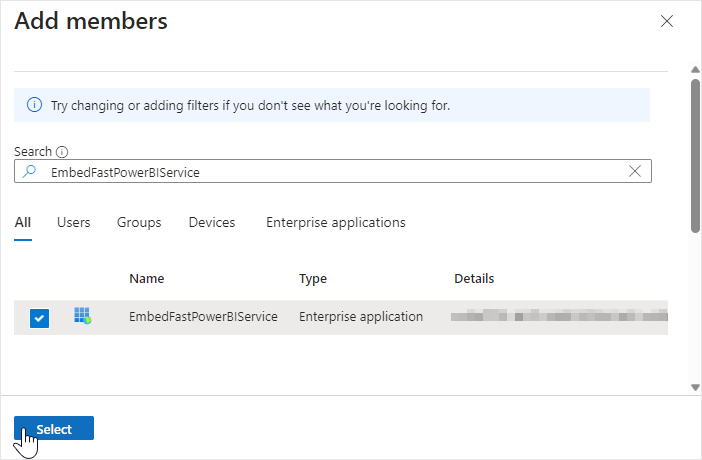 Add members
Try changing or adding filters if you don't see what you're looking for.
Search
EmbedFastPowerBIService
All Users Groups Devices Enterprise applications
Name Type Details
EmbedFastPowerBIService Enterprise application
Select